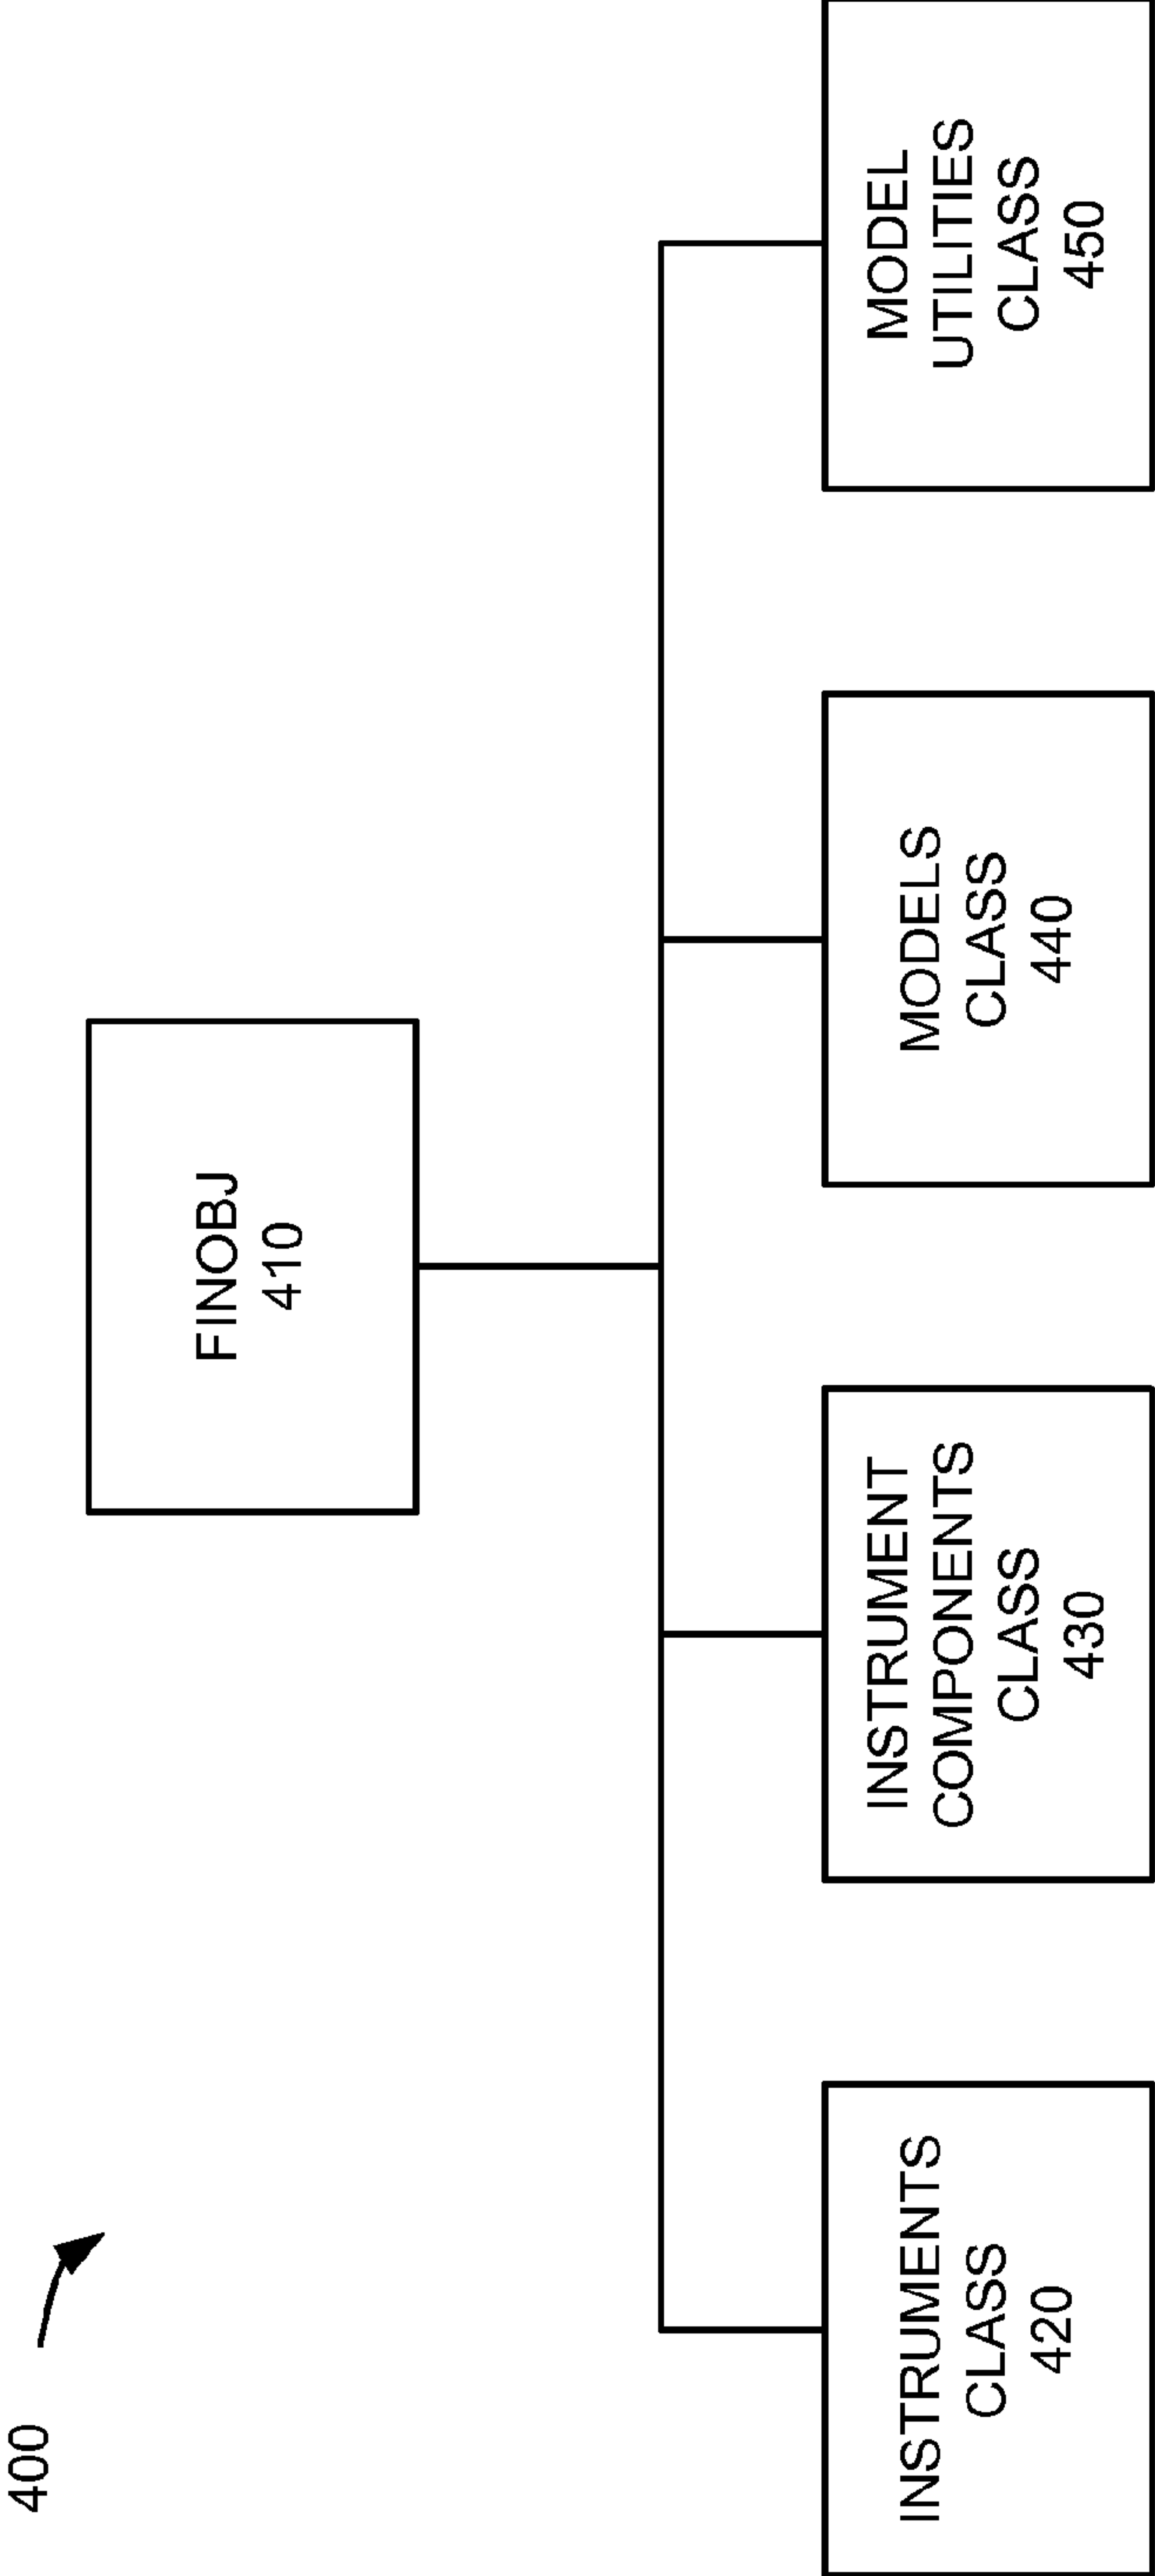 400
FINOBJ
410
INSTRUMENTS
CLASS
420
INSTRUMENT
COMPONENTS
CLASS
430
MODELS
CLASS
440
MODEL
UTILITIES
CLASS
450